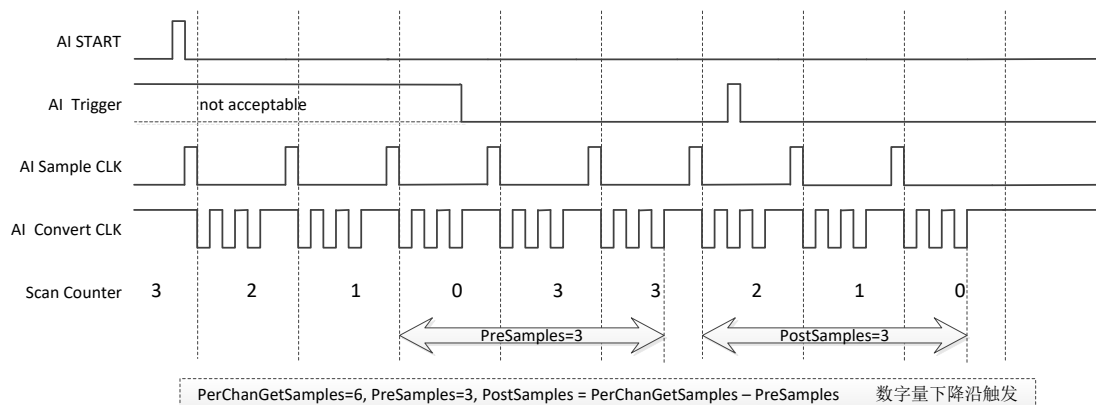 AI START
AI Trigger
not acceptable
AI Sample CLK
AI Convert CLK
Scan Counter 3 2 1 0 3 3 2 1 0
PreSamples=3 PostSamples=3
PerChanGetSamples=6, PreSamples=3, PostSamples = PerChanGetSamples – PreSamples 数字量下降沿触发